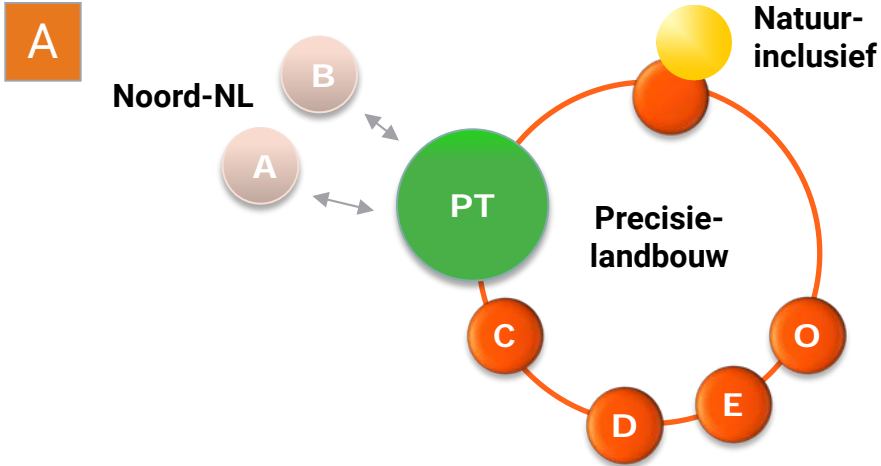 A
Natuur-
inclusief
B
Noord-NL
A
PT
Precisie-
landbouw
C
O
E
D